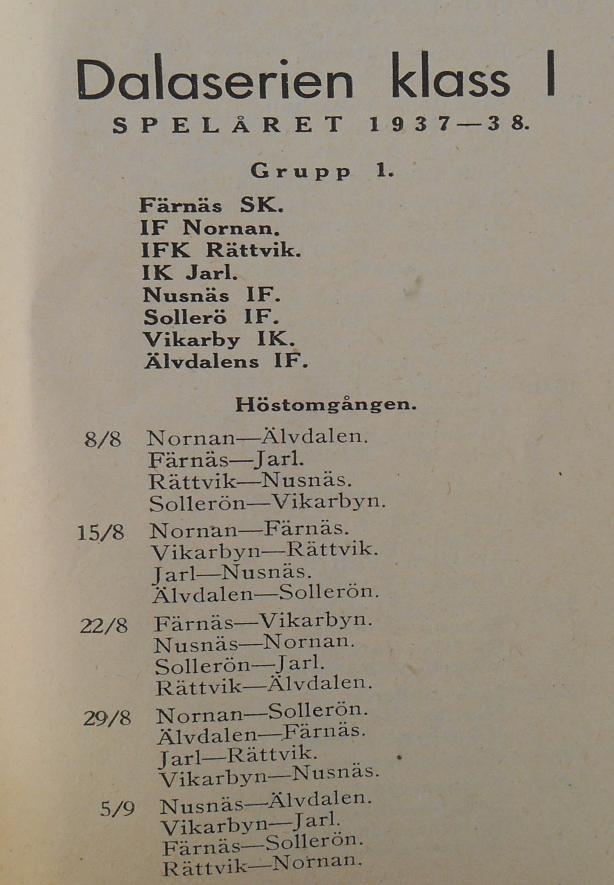 Dalaserien klass I
SPELÅRET 1937—38.
Grupp 1.
Färnäs SK.
IF Nornan.
IFK Rättvik.
IK Jarl.
Nusnäs IF.
Sollerö IF.
Vikarby IK.
Älvdalens IF.
Höstomgången.
8/8 Nornan—Älvdalen.
Färnäs—Jarl.
Rättvik—Nusnäs.
Sollerön—Vikarbyn.
15/8 Nornan—Färnäs.
Vikarbyn—Rättvik.
Jarl—Nusnäs.
Älvdalen—Sollerön.
22/8 Färnäs—Vikarbyn.
Nusnäs—Nornan.
Sollerön—Jarl.
Rättvik—Älvdalen.
29/8 Nornan—Sollerön.
Älvdalen—Färnäs.
Jarl—Rättvik.
Vikarbyn—Nusnäs.
5/9 Nusnäs—Älvdalen.
Vikarbyn—Jarl.
Färnäs—Sollerön.
Rättvik—Nornan.